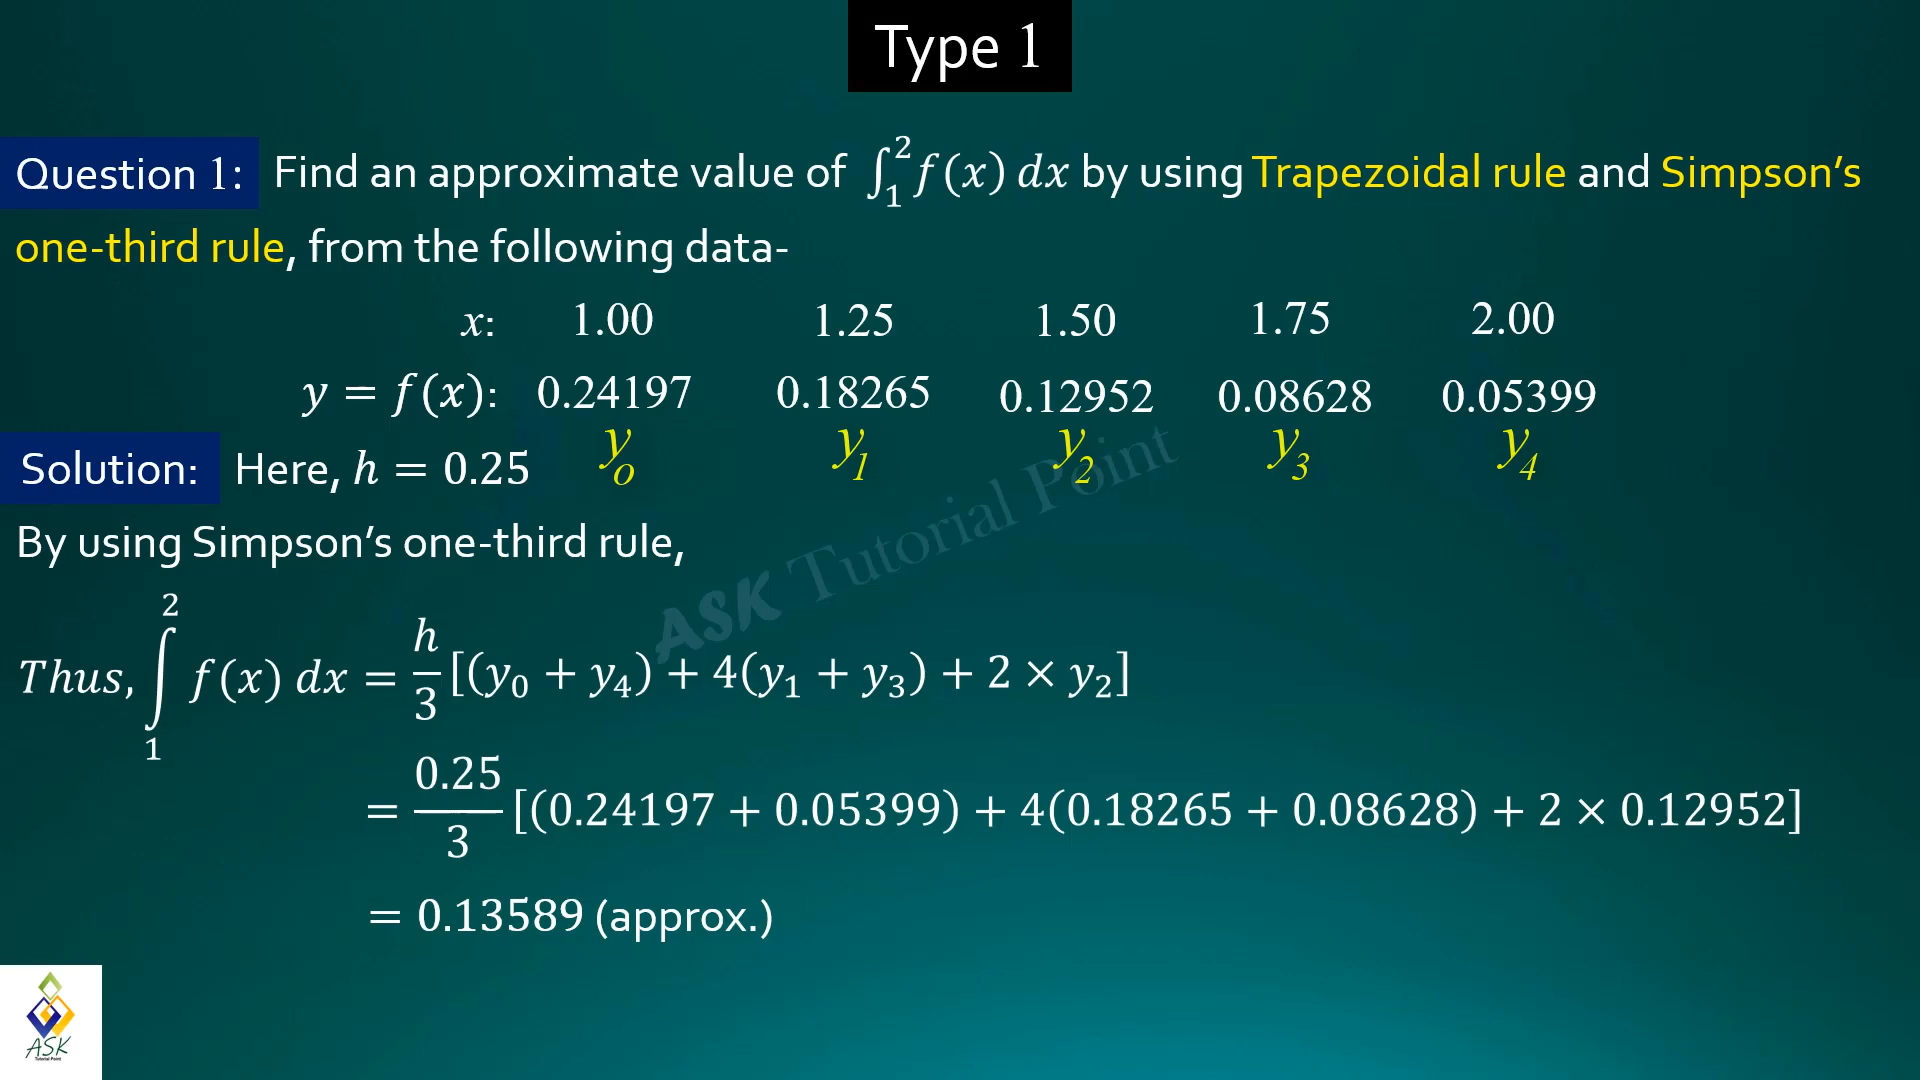 Type 1
Question 1: Find an approximate value of ∫₁² f(x) dx by using Trapezoidal rule and Simpson’s
one-third rule, from the following data-
x: 1.00 1.25 1.50 1.75 2.00
y = f(x): 0.24197 0.18265 0.12952 0.08628 0.05399
y₀ y₁ y₂ y₃ y₄
Solution: Here, h = 0.25
By using Simpson’s one-third rule,
Thus, ∫₁² f(x) dx = h/3 [(y₀ + y₄) + 4(y₁ + y₃) + 2 × y₂]
= 0.25/3 [(0.24197 + 0.05399) + 4(0.18265 + 0.08628) + 2 × 0.12952]
= 0.13589 (approx.)
ASK Tutorial Point
ASK
Tutorial Point